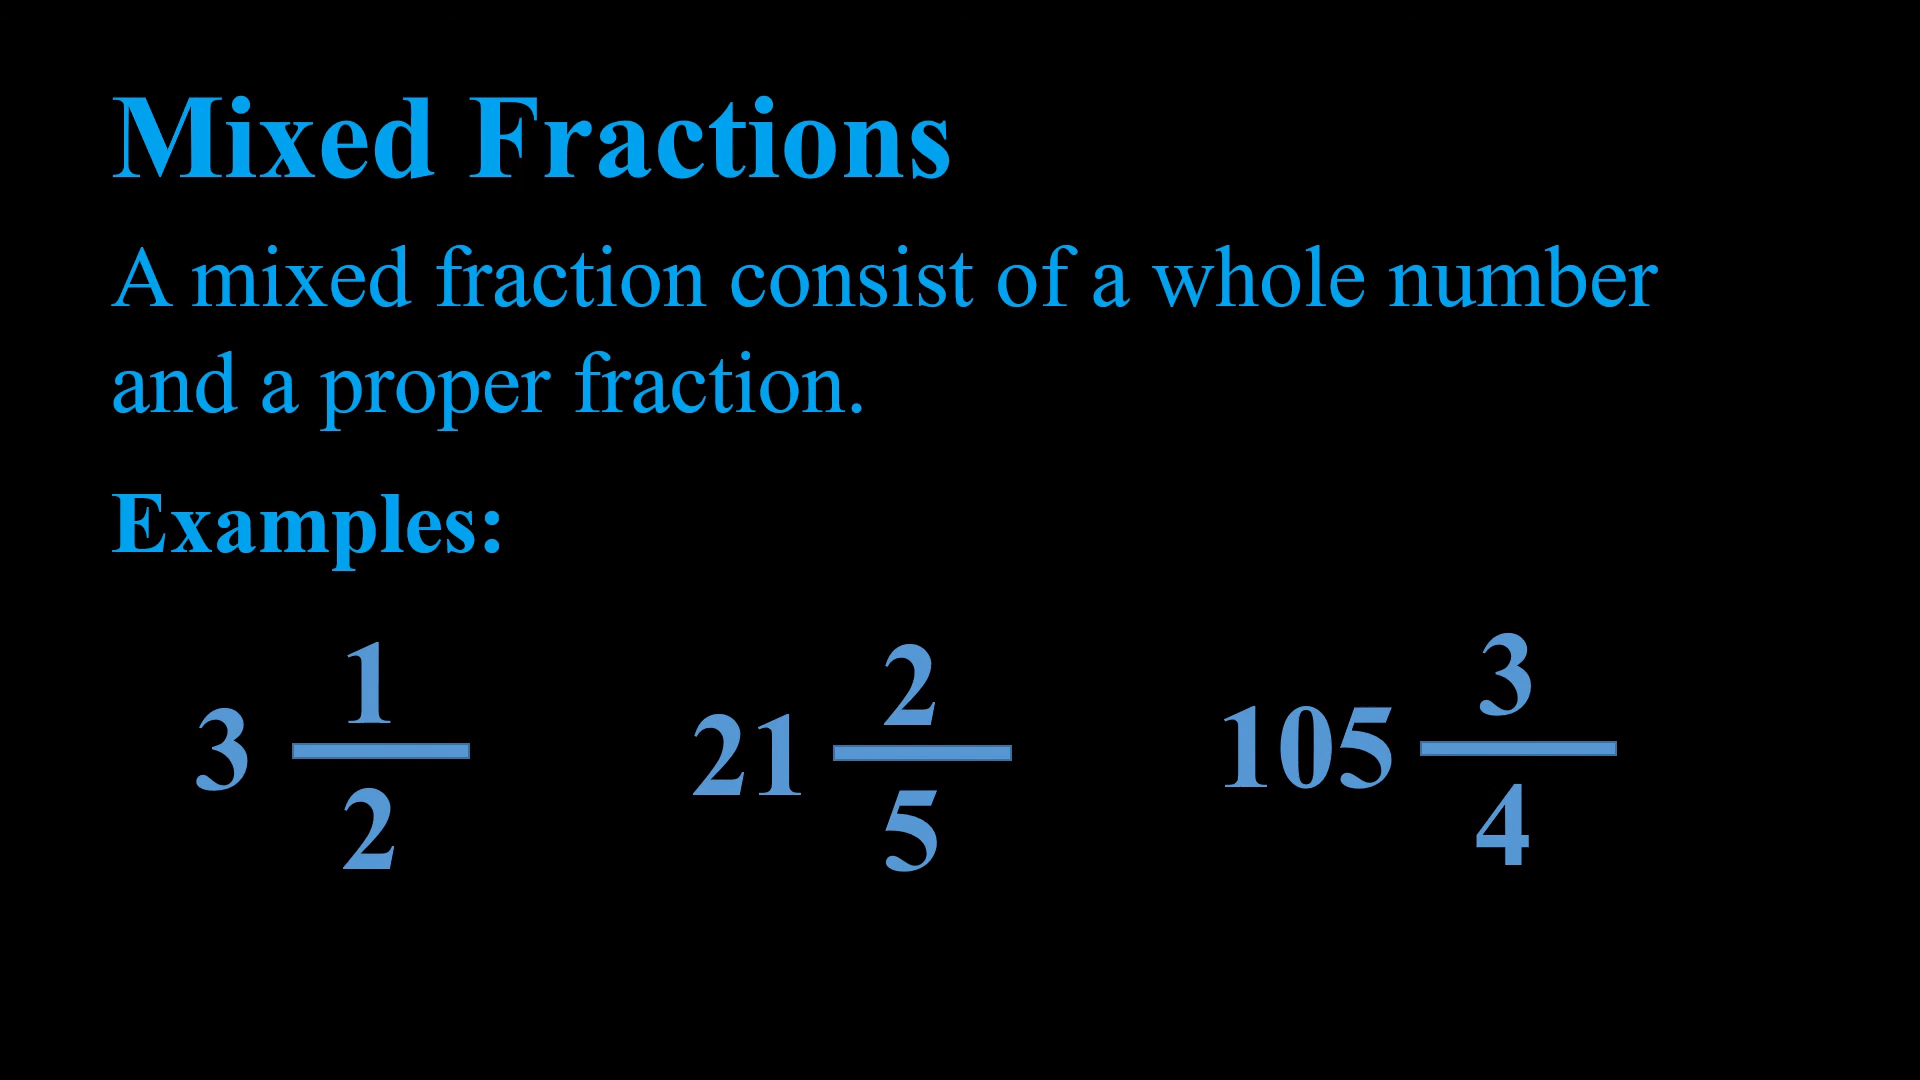 Mixed Fractions
A mixed fraction consist of a whole number
and a proper fraction.
Examples:
3 1/2 21 2/5 105 3/4